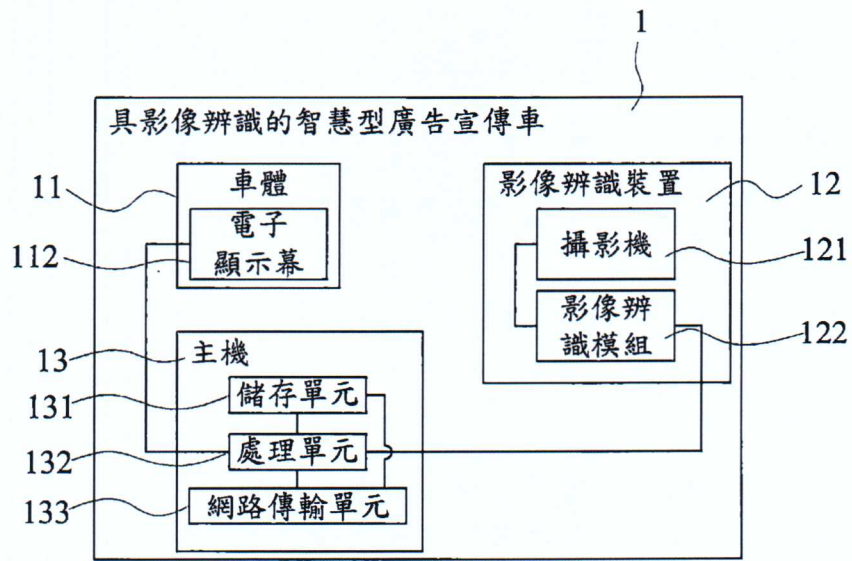 1
具影像辨識的智慧型廣告宣傳車
11
車體
112
電子
顯示幕
影像辨識裝置
12
攝影機
121
影像辨
識模組
122
13
主機
131
儲存單元
132
處理單元
133
網路傳輸單元